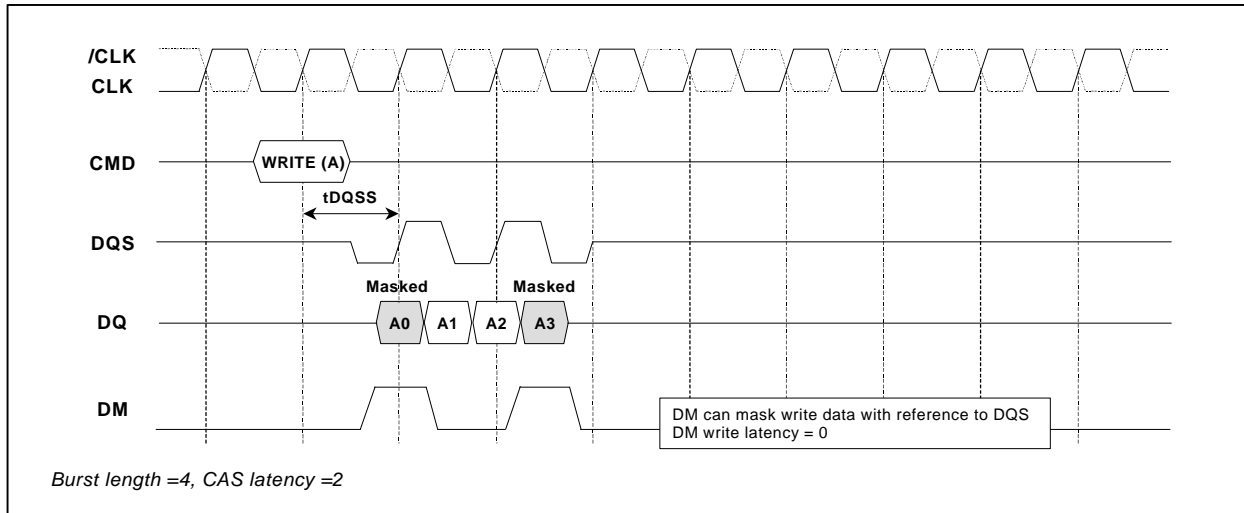 /CLK
CLK
CMD
WRITE (A)
tDQSS
DQS
Masked Masked
DQ
A0 A1 A2 A3
DM
DM can mask write data with reference to DQS
DM write latency = 0
Burst length =4, CAS latency =2